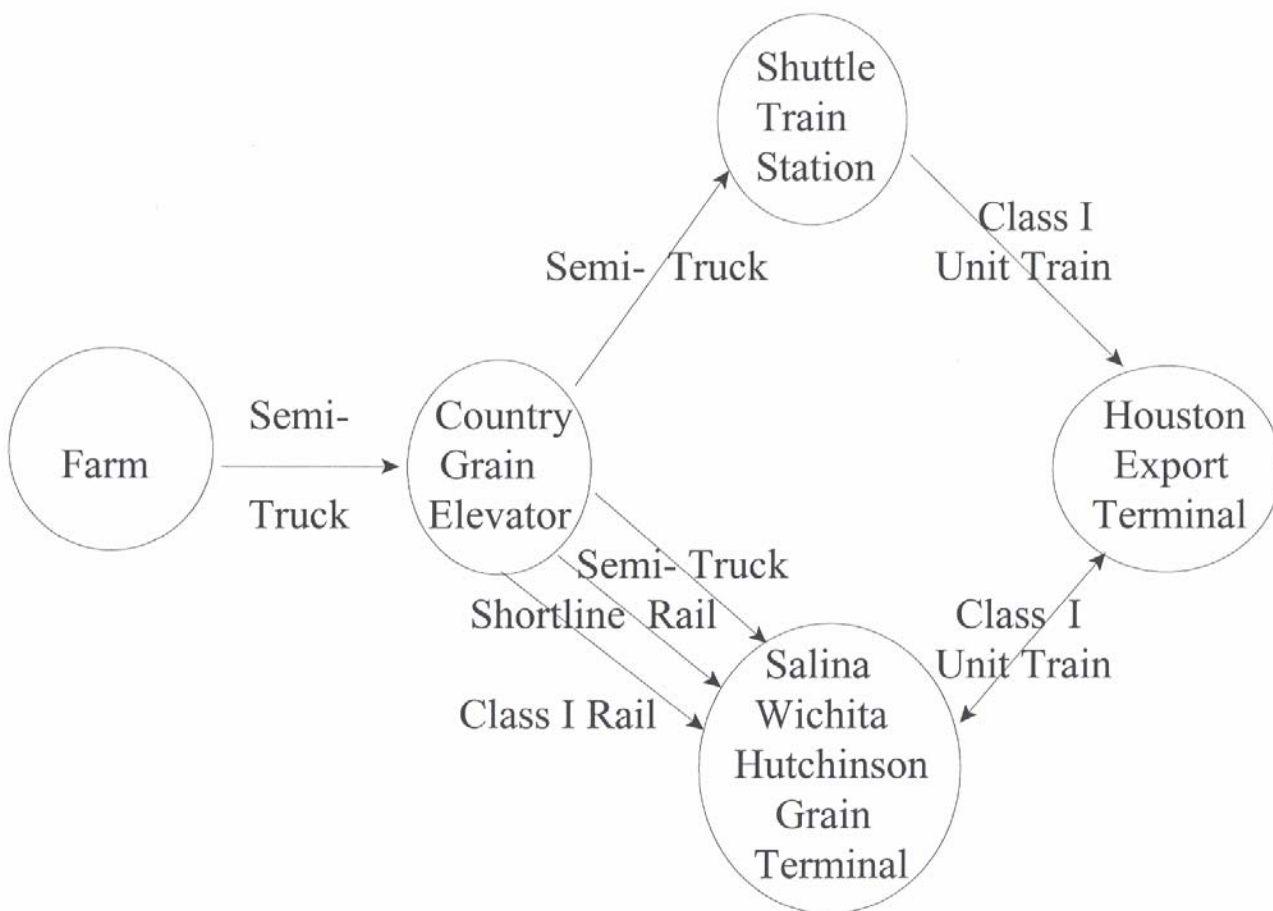 Shuttle
Train
Station
Class I
Unit Train
Semi- Truck
Farm
Semi-
Truck
Country
Grain
Elevator
Houston
Export
Terminal
Semi- Truck
Shortline Rail
Class I Rail
Class I
Unit Train
Salina
Wichita
Hutchinson
Grain
Terminal